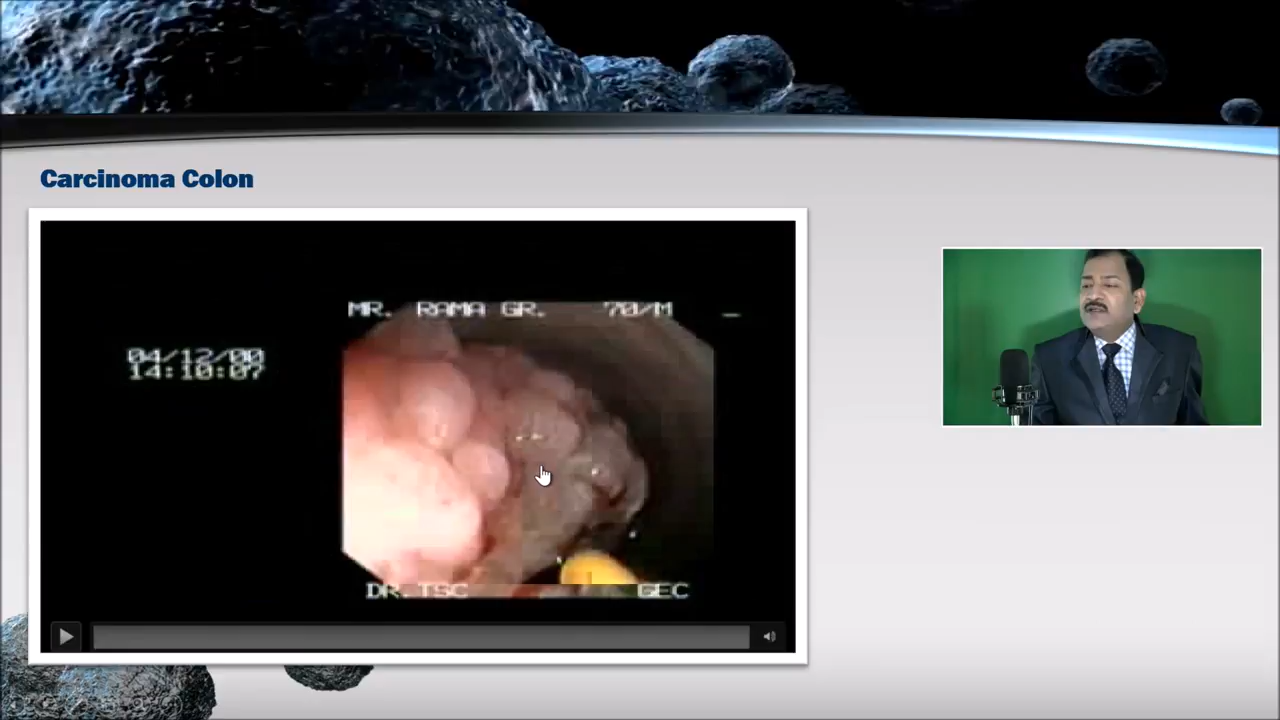 Carcinoma Colon
MR. RAMA GR. 70/M
04/12/00
14:10:07
DR.TSC GEC